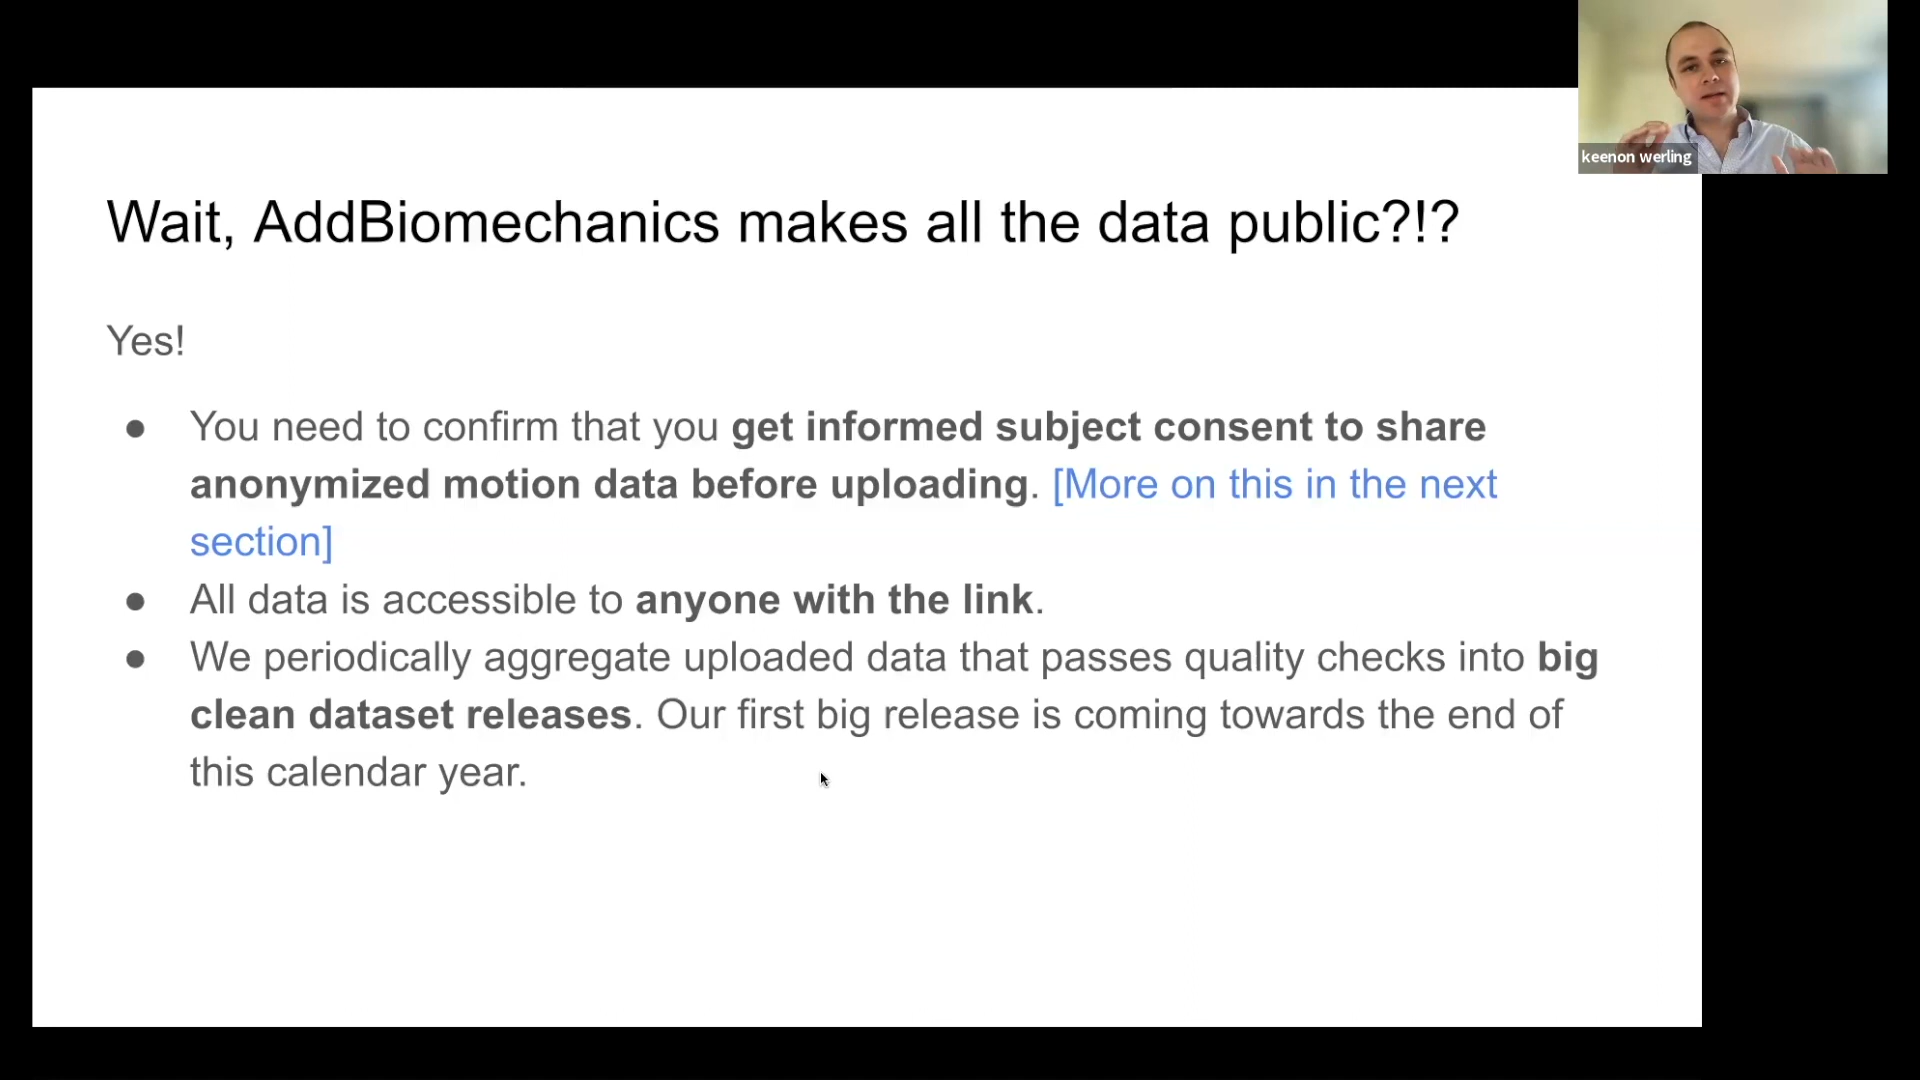 keenon werling
Wait, AddBiomechanics makes all the data public?!?
Yes!
● You need to confirm that you get informed subject consent to share
anonymized motion data before uploading. [More on this in the next
section]
● All data is accessible to anyone with the link.
● We periodically aggregate uploaded data that passes quality checks into big
clean dataset releases. Our first big release is coming towards the end of
this calendar year.